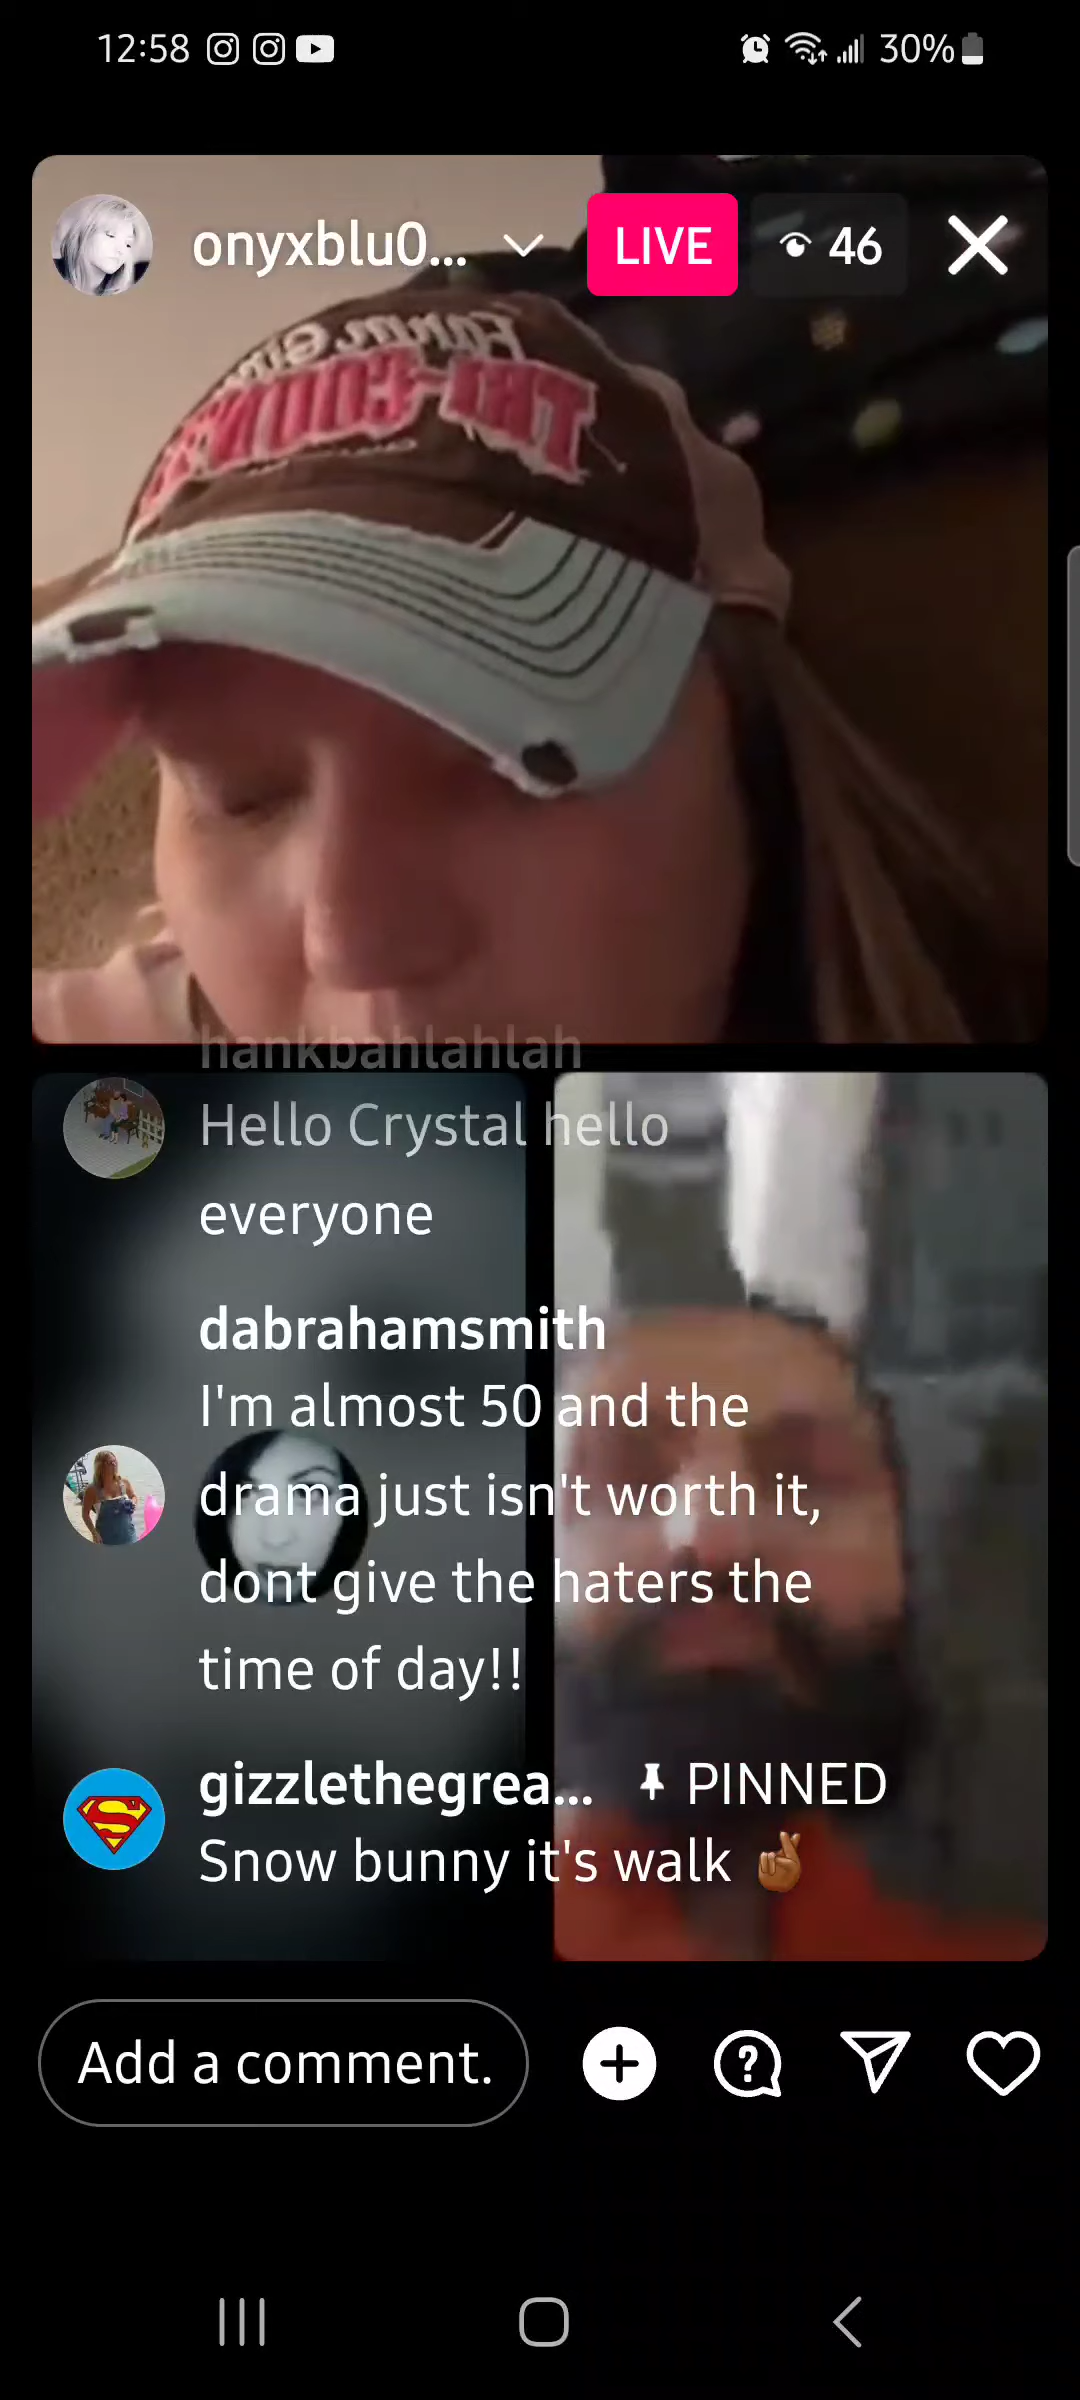 12:58
30%
onyxblu0...
LIVE
46
hankbahlahlah
Hello Crystal hello
everyone
dabrahamsmith
I'm almost 50 and the
drama just isn't worth it,
dont give the haters the
time of day!!
gizzlethegrea...
PINNED
Snow bunny it's walk 🤞🏾
Add a comment.